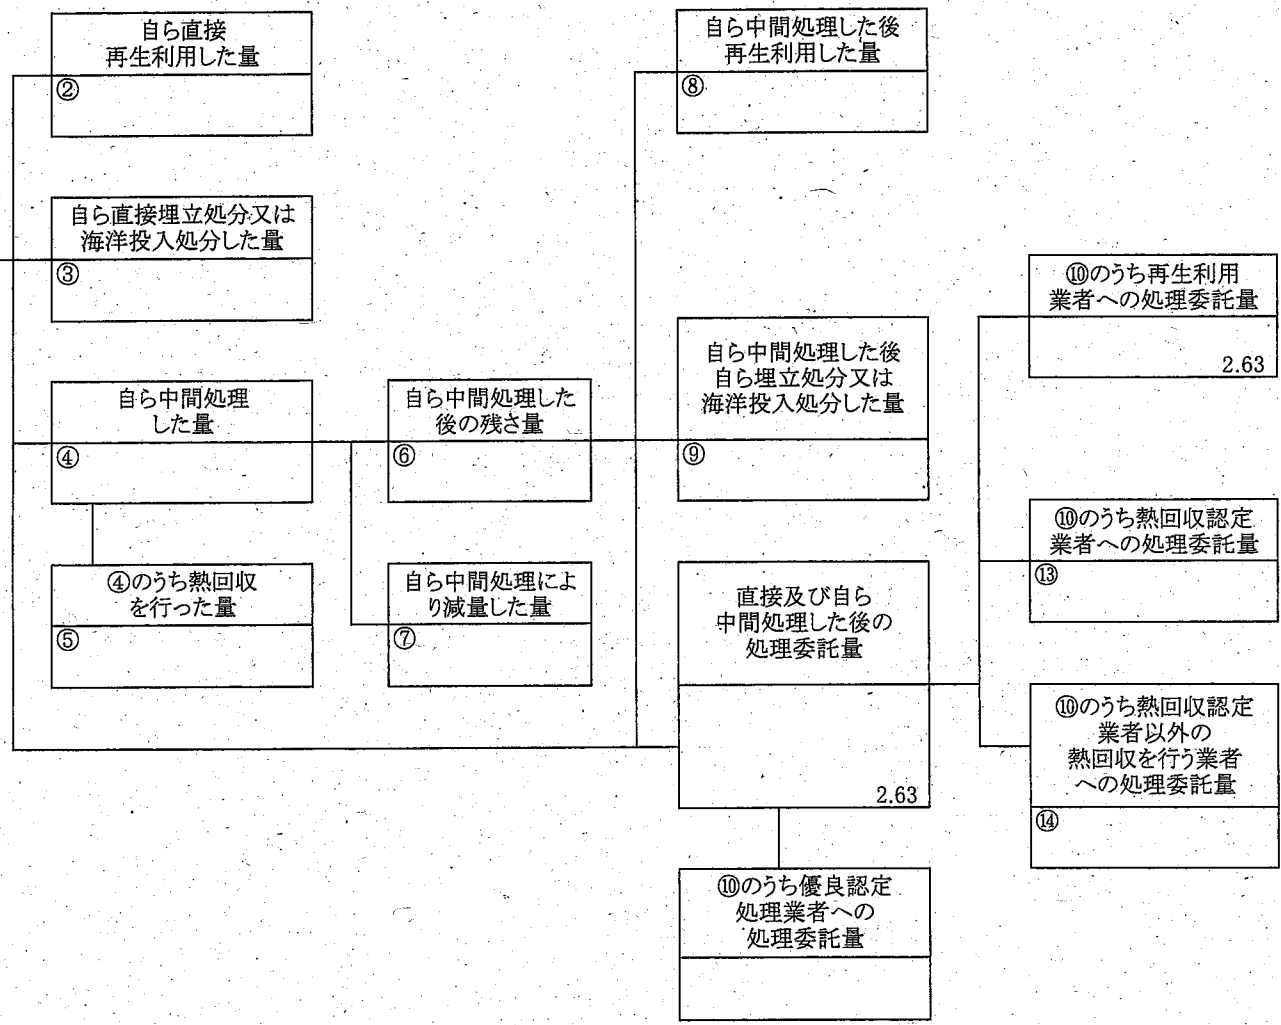 自ら直接
再生利用した量
②
自ら直接埋立処分又は
海洋投入処分した量
③
自ら中間処理
した量
④
④のうち熱回収
を行った量
⑤
自ら中間処理した
後の残さ量
⑥
自ら中間処理によ
り減量した量
⑦
自ら中間処理した後
再生利用した量
⑧
自ら中間処理した後
自ら埋立処分又は
海洋投入処分した量
⑨
直接及び自ら
中間処理した後の
処理委託量
2.63
⑩のうち優良認定
処理業者への
処理委託量
⑩のうち再生利用
業者への処理委託量
2.63
⑩のうち熱回収認定
業者への処理委託量
⑬
⑩のうち熱回収認定
業者以外の
熱回収を行う業者
への処理委託量
⑭